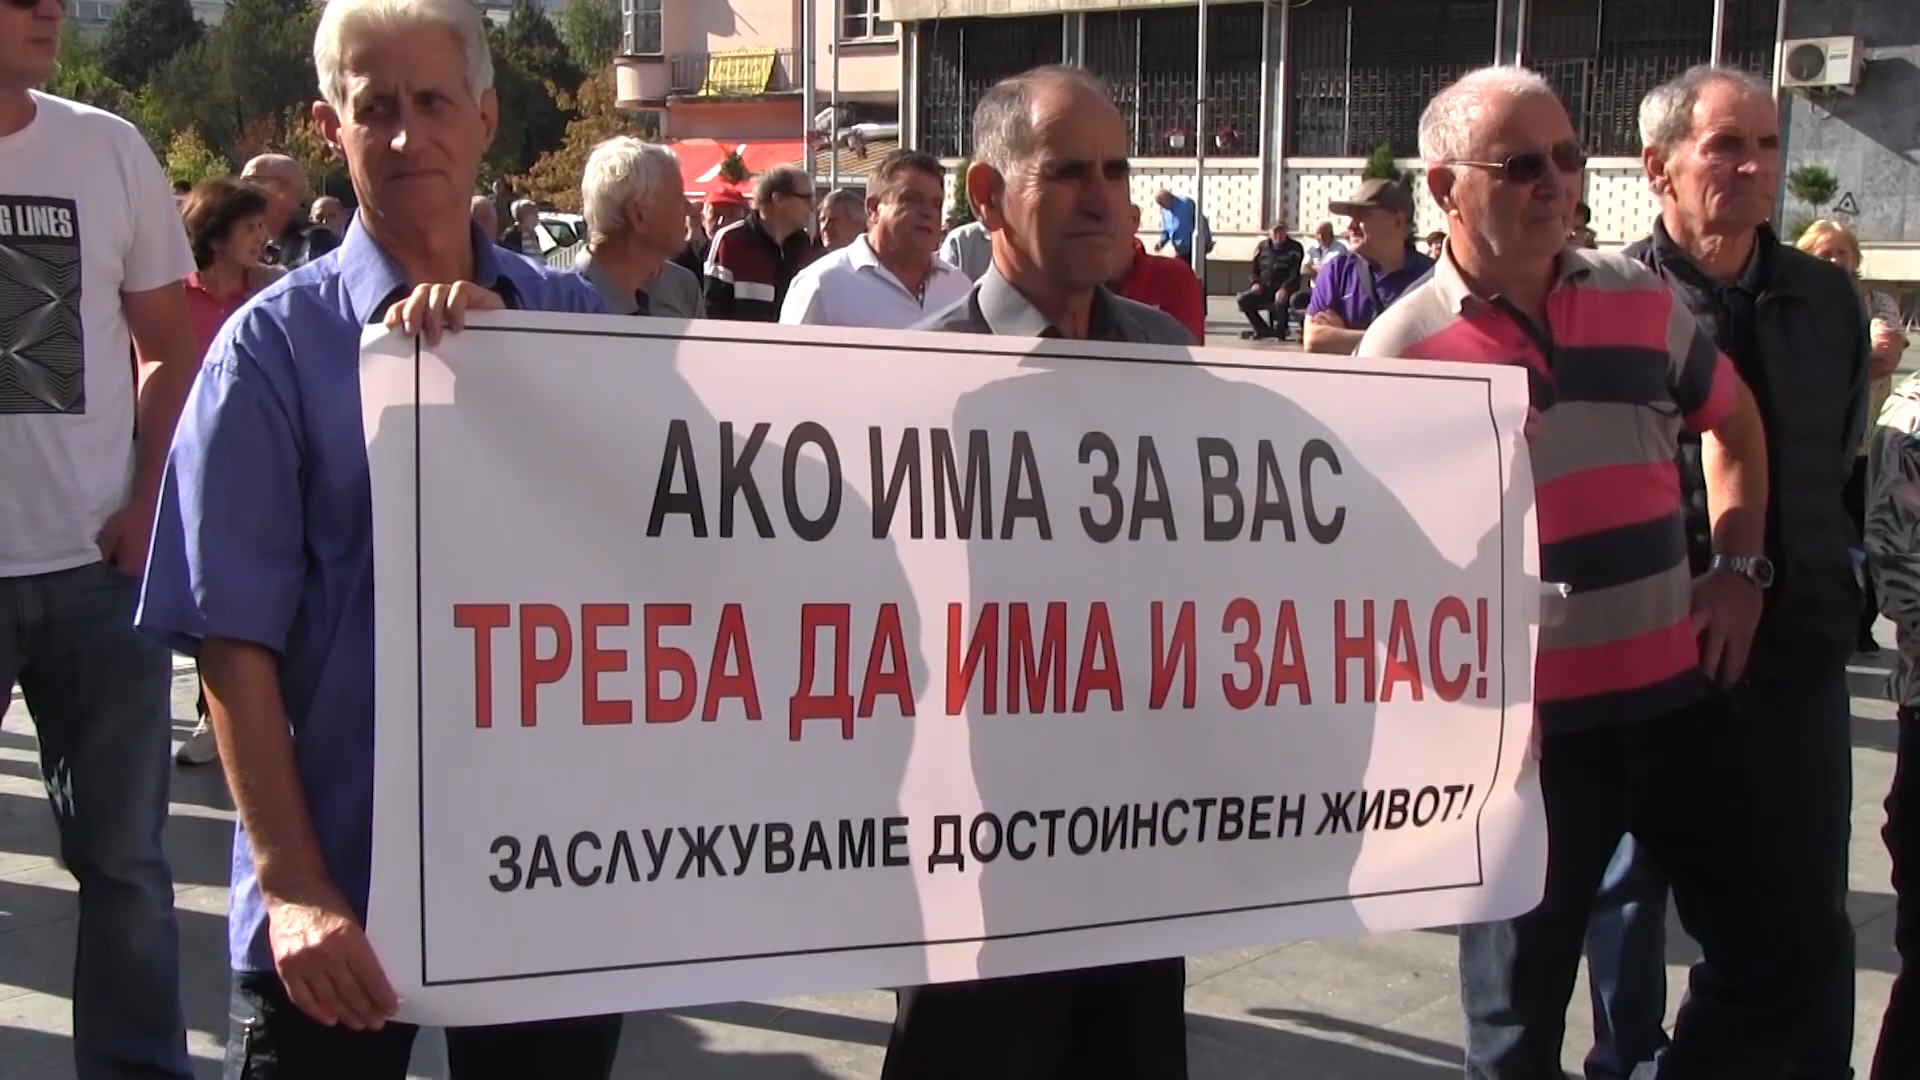 G LINES
АКО ИМА ЗА ВАС
ТРЕБА ДА ИМА И ЗА НАС!
ЗАСЛУЖУВАМЕ ДОСТОИНСТВЕН ЖИВОТ!